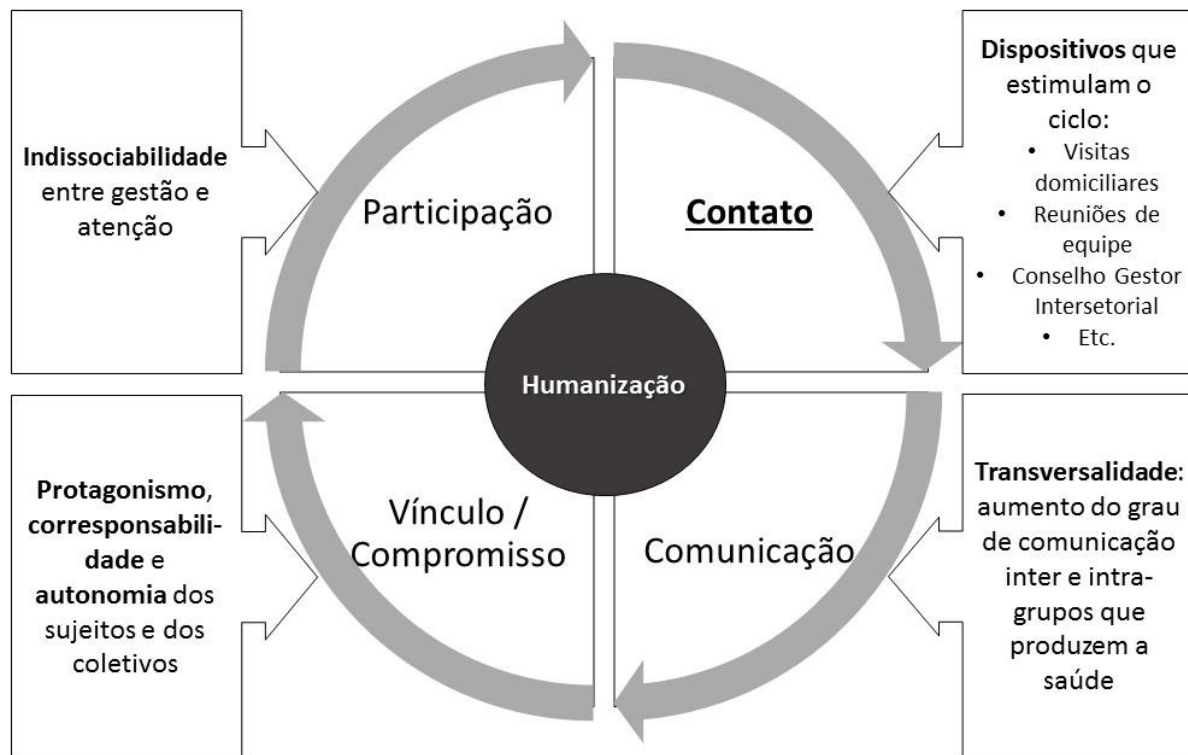 Indissociabilidade
entre gestão e
atenção
Participação
Contato
Dispositivos que
estimulam o
ciclo:
• Visitas
domiciliares
• Reuniões de
equipe
• Conselho Gestor
Intersetorial
• Etc.
Humanização
Protagonismo,
corresponsabili-
dade e
autonomia dos
sujeitos e dos
coletivos
Vínculo /
Compromisso
Comunicação
Transversalidade:
aumento do grau
de comunicação
inter e intra-
grupos que
produzem a
saúde